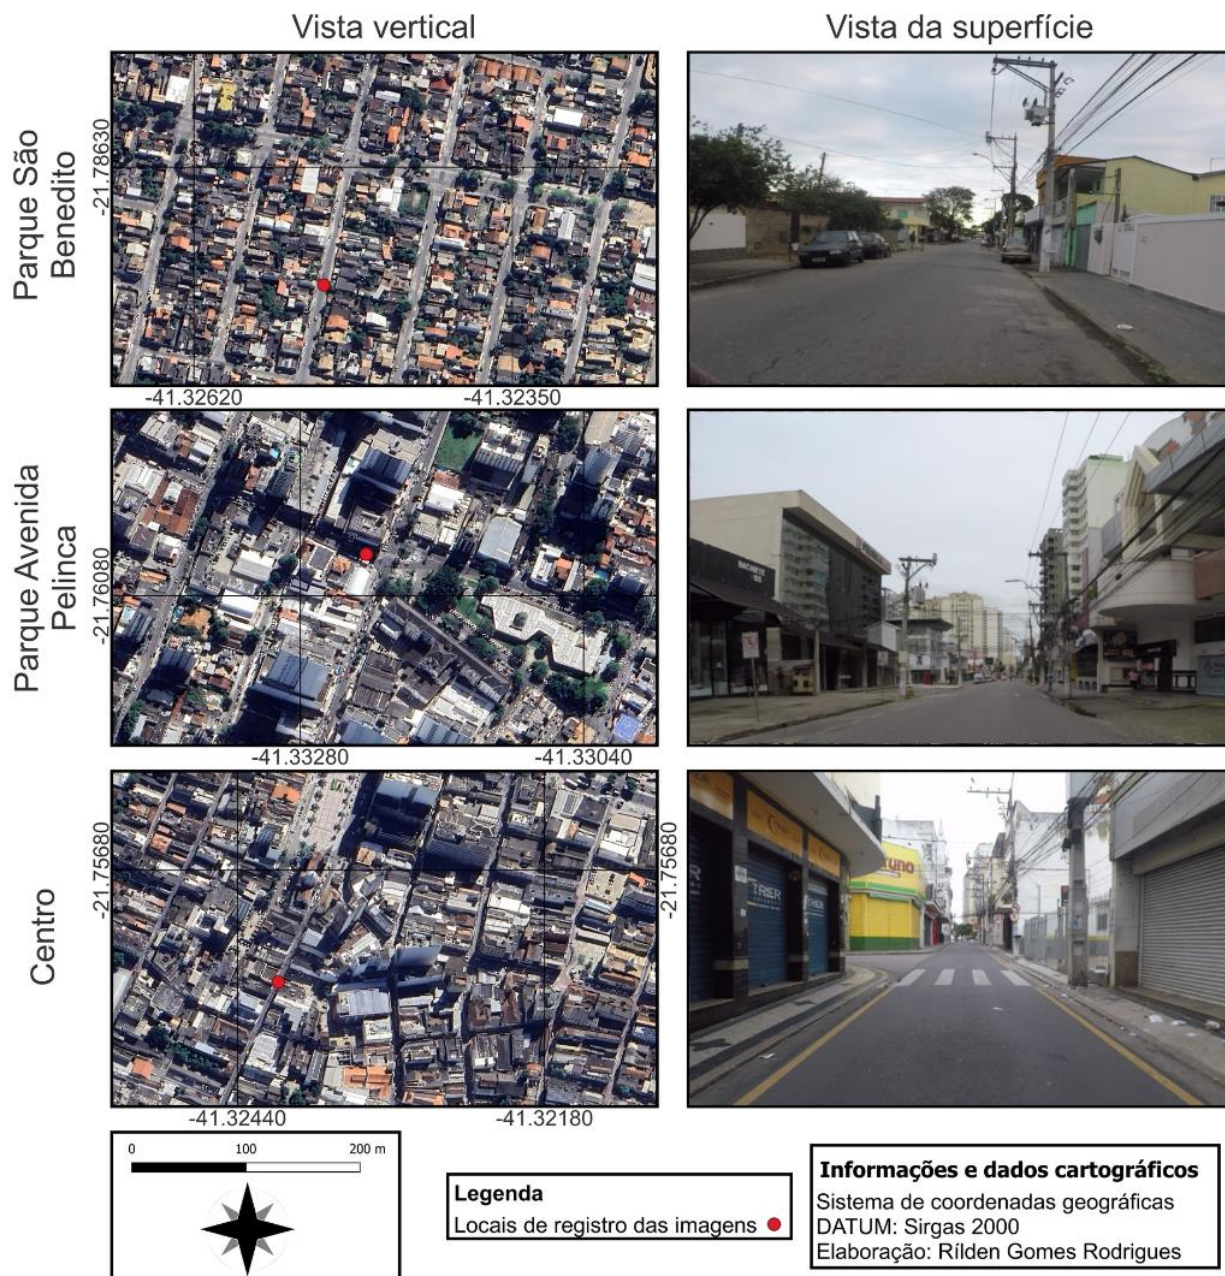 Vista vertical
Vista da superfície
Parque São
Benedito
-21.78630
-41.32620
-41.32350
Parque Avenida
Pelinca
-21.76080
-41.33280
-41.33040
Centro
-21.75680
-21.75680
TRIER
TRIER
runo
-41.32440
-41.32180
0 100 200 m
Legenda
Locais de registro das imagens
Informações e dados cartográficos
Sistema de coordenadas geográficas
DATUM: Sirgas 2000
Elaboração: Rílden Gomes Rodrigues